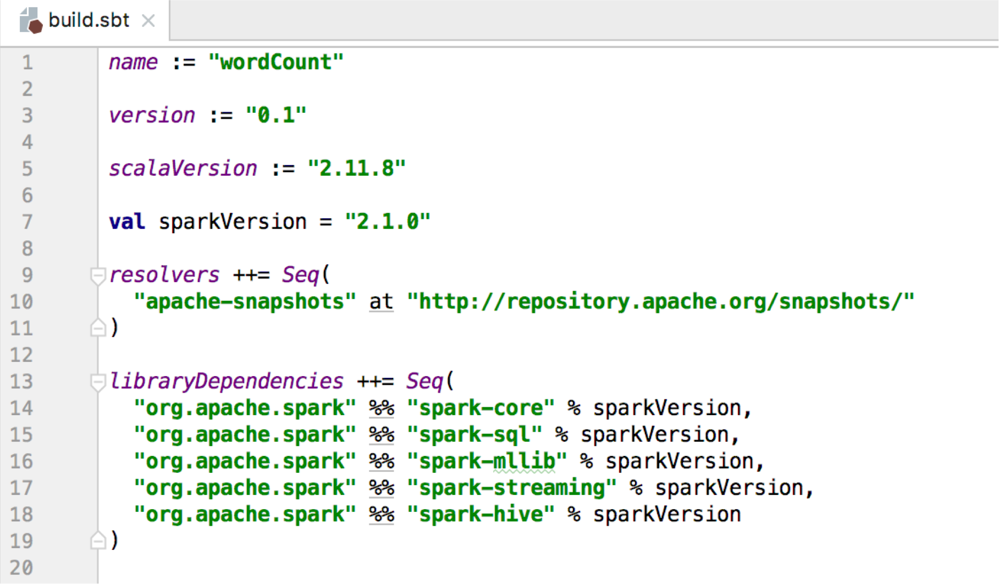 build.sbt
1 name := "wordCount"
2
3 version := "0.1"
4
5 scalaVersion := "2.11.8"
6
7 val sparkVersion = "2.1.0"
8
9 resolvers ++= Seq(
10   "apache-snapshots" at "http://repository.apache.org/snapshots/"
11 )
12
13 libraryDependencies ++= Seq(
14   "org.apache.spark" %% "spark-core" % sparkVersion,
15   "org.apache.spark" %% "spark-sql" % sparkVersion,
16   "org.apache.spark" %% "spark-mllib" % sparkVersion,
17   "org.apache.spark" %% "spark-streaming" % sparkVersion,
18   "org.apache.spark" %% "spark-hive" % sparkVersion
19 )
20